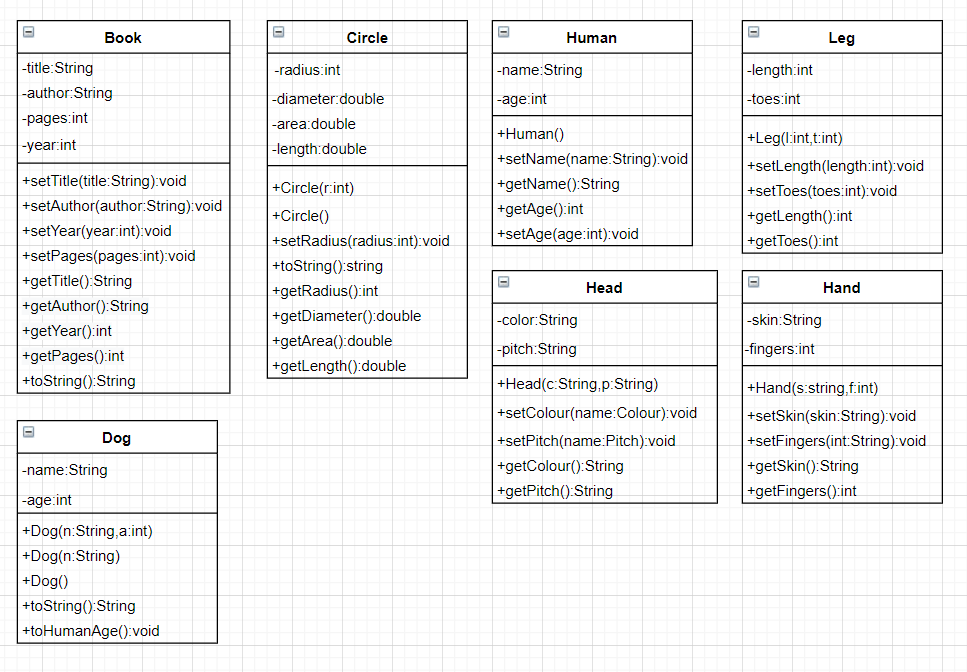 Book
-title:String
-author:String
-pages:int
-year:int
+setTitle(title:String):void
+setAuthor(author:String):void
+setYear(year:int):void
+setPages(pages:int):void
+getTitle():String
+getAuthor():String
+getYear():int
+getPages():int
+toString():String
Circle
-radius:int
-diameter:double
-area:double
-length:double
+Circle(r:int)
+Circle()
+setRadius(radius:int):void
+toString():string
+getRadius():int
+getDiameter():double
+getArea():double
+getLength():double
Human
-name:String
-age:int
+Human()
+setName(name:String):void
+getName():String
+getAge():int
+setAge(age:int):void
Leg
-length:int
-toes:int
+Leg(l:int,t:int)
+setLength(length:int):void
+setToes(toes:int):void
+getLength():int
+getToes():int
Head
-color:String
-pitch:String
+Head(c:String,p:String)
+setColour(name:Colour):void
+setPitch(name:Pitch):void
+getColour():String
+getPitch():String
Hand
-skin:String
-fingers:int
+Hand(s:string,f:int)
+setSkin(skin:String):void
+setFingers(int:String):void
+getSkin():String
+getFingers():int
Dog
-name:String
-age:int
+Dog(n:String,a:int)
+Dog(n:String)
+Dog()
+toString():String
+toHumanAge():void